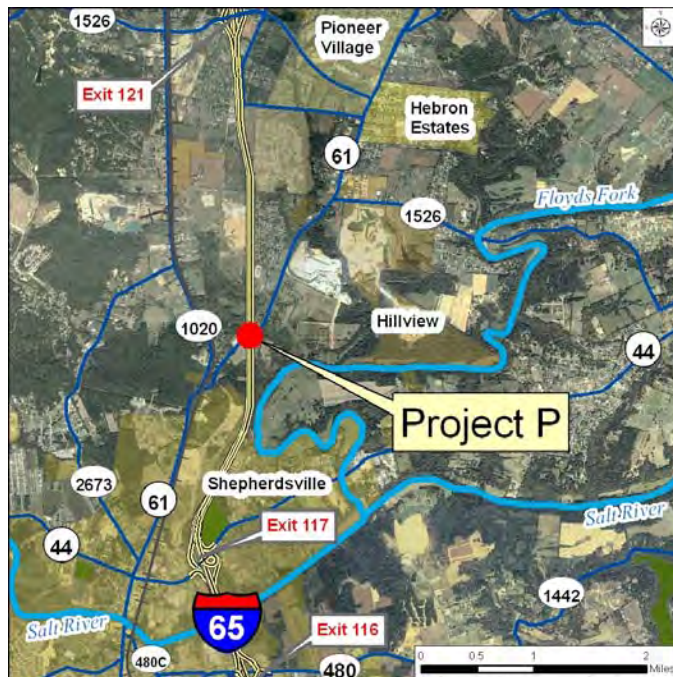 1526
Pioneer
Village
Exit 121
Hebron
Estates
61
Floyds Fork
1526
1020
Hillview
44
Project P
2673
Shepherdsville
61
Salt River
Exit 117
44
1442
Salt River
65
Exit 116
480C
480
0 0.5 1 2
Miles